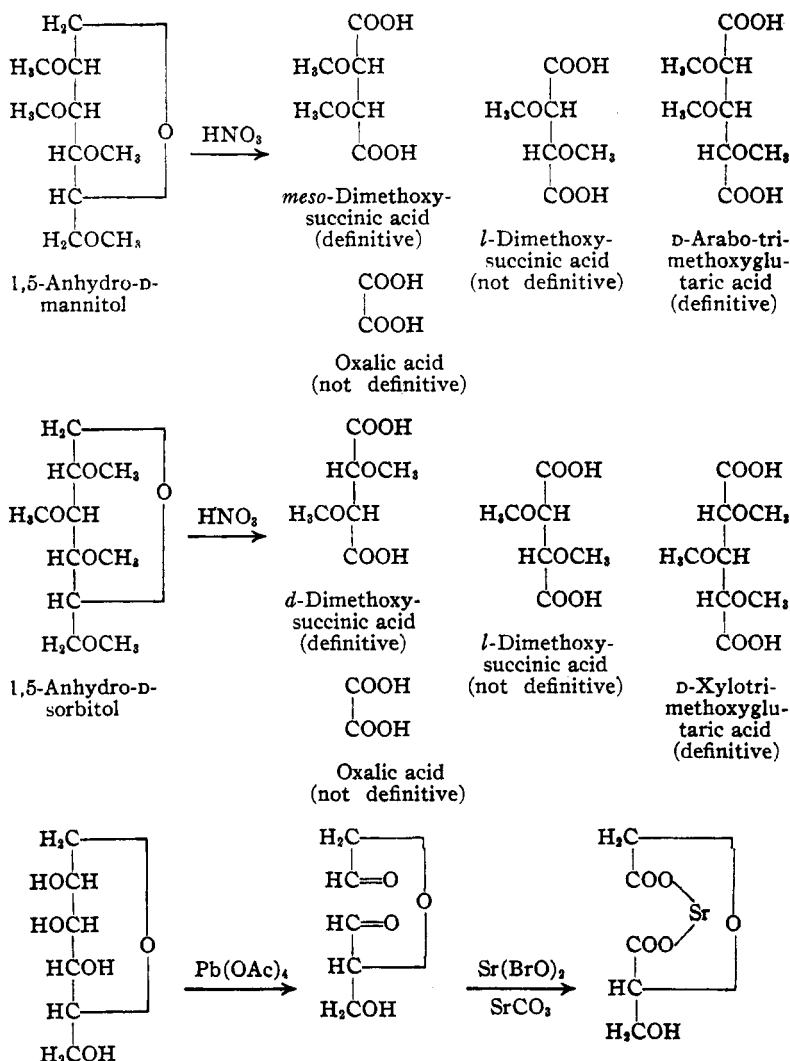 H₂C
H₃COCH
H₃COCH
O
HCOCH₃
HC
H₂COCH₃
1,5-Anhydro-D-
mannitol
HNO₃
COOH
H₃COCH
H₃COCH
COOH
meso-Dimethoxy-
succinic acid
(definitive)
COOH
COOH
Oxalic acid
(not definitive)
COOH
H₃COCH
HCOCH₃
COOH
l-Dimethoxy-
succinic acid
(not definitive)
COOH
H₃COCH
H₃COCH
HCOCH₃
COOH
D-Arabo-tri-
methoxyglu-
taric acid
(definitive)
H₂C
HCOCH₃
O
H₃COCH
HCOCH₃
HC
H₂COCH₃
1,5-Anhydro-D-
sorbitol
HNO₃
COOH
HCOCH₃
H₃COCH
COOH
d-Dimethoxy-
succinic acid
(definitive)
COOH
COOH
Oxalic acid
(not definitive)
COOH
H₃COCH
HCOCH₃
COOH
l-Dimethoxy-
succinic acid
(not definitive)
COOH
HCOCH₃
H₃COCH
HCOCH₃
COOH
D-Xylotri-
methoxyglu-
taric acid
(definitive)
H₂C
HOCH
HOCH
O
HCOH
HC
H₂COH
Pb(OAc)₄
H₂C
HC=O
O
HC=O
HC
H₂COH
Sr(BrO)₂
SrCO₃
H₂C
COO
Sr O
COO
HC
H₂COH